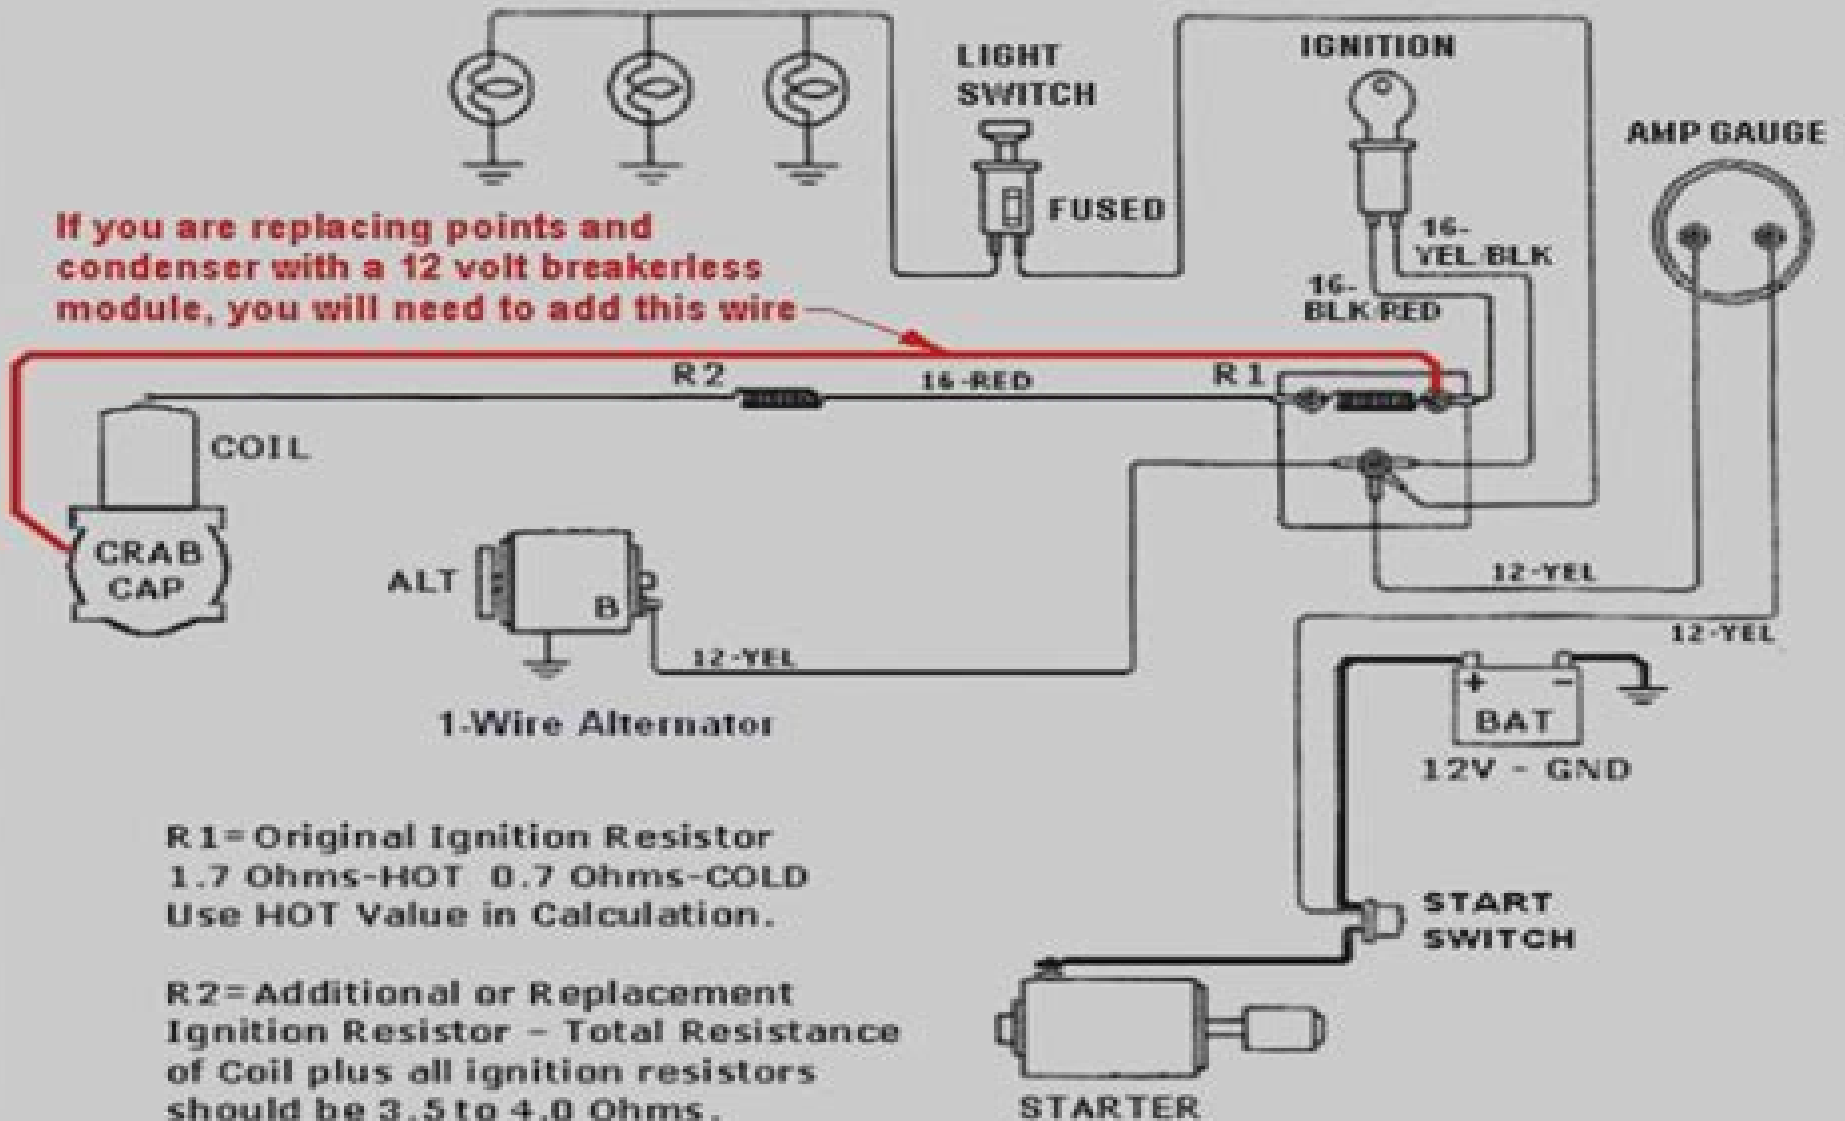 LIGHT
SWITCH
IGNITION
AMP GAUGE
FUSED
16-
YEL/BLK
16-
BLK/RED
If you are replacing points and
condenser with a 12 volt breakerless
module, you will need to add this wire
R2
16-RED
R1
COIL
CRAB
CAP
ALT
B
12-YEL
1-Wire Alternator
12-YEL
12-YEL
+ −
BAT
12V - GND
START
SWITCH
STARTER
R1=Original Ignition Resistor
1.7 Ohms-HOT 0.7 Ohms-COLD
Use HOT Value in Calculation.
R2=Additional or Replacement
Ignition Resistor – Total Resistance
of Coil plus all ignition resistors
should be 3.5 to 4.0 Ohms.